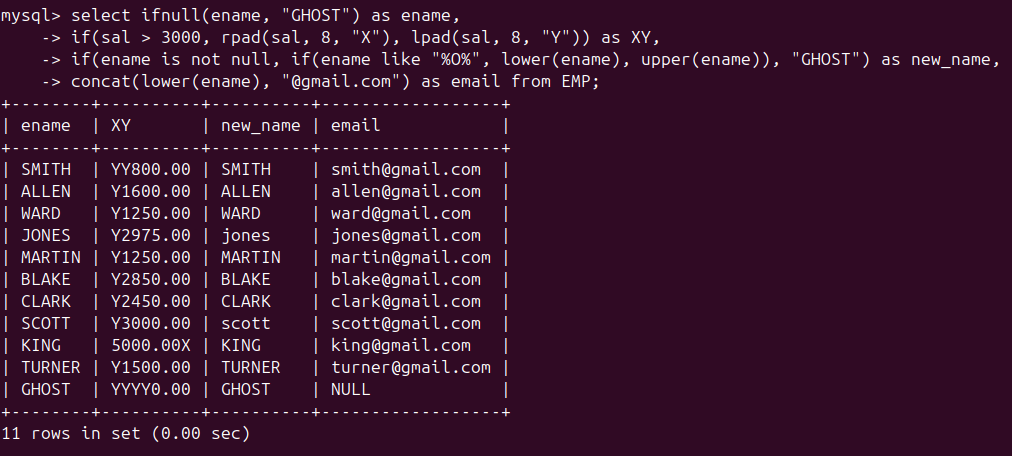 mysql> select ifnull(ename, "GHOST") as ename,
    -> if(sal > 3000, rpad(sal, 8, "X"), lpad(sal, 8, "Y")) as XY,
    -> if(ename is not null, if(ename like "%O%", lower(ename), upper(ename)), "GHOST") as new_name,
    -> concat(lower(ename), "@gmail.com") as email from EMP;
+--------+----------+----------+------------------+
| ename  | XY       | new_name | email            |
+--------+----------+----------+------------------+
| SMITH  | YY800.00 | SMITH    | smith@gmail.com  |
| ALLEN  | Y1600.00 | ALLEN    | allen@gmail.com  |
| WARD   | Y1250.00 | WARD     | ward@gmail.com   |
| JONES  | Y2975.00 | jones    | jones@gmail.com  |
| MARTIN | Y1250.00 | MARTIN   | martin@gmail.com |
| BLAKE  | Y2850.00 | BLAKE    | blake@gmail.com  |
| CLARK  | Y2450.00 | CLARK    | clark@gmail.com  |
| SCOTT  | Y3000.00 | scott    | scott@gmail.com  |
| KING   | 5000.00X | KING     | king@gmail.com   |
| TURNER | Y1500.00 | TURNER   | turner@gmail.com |
| GHOST  | YYYY0.00 | GHOST    | NULL             |
+--------+----------+----------+------------------+
11 rows in set (0.00 sec)